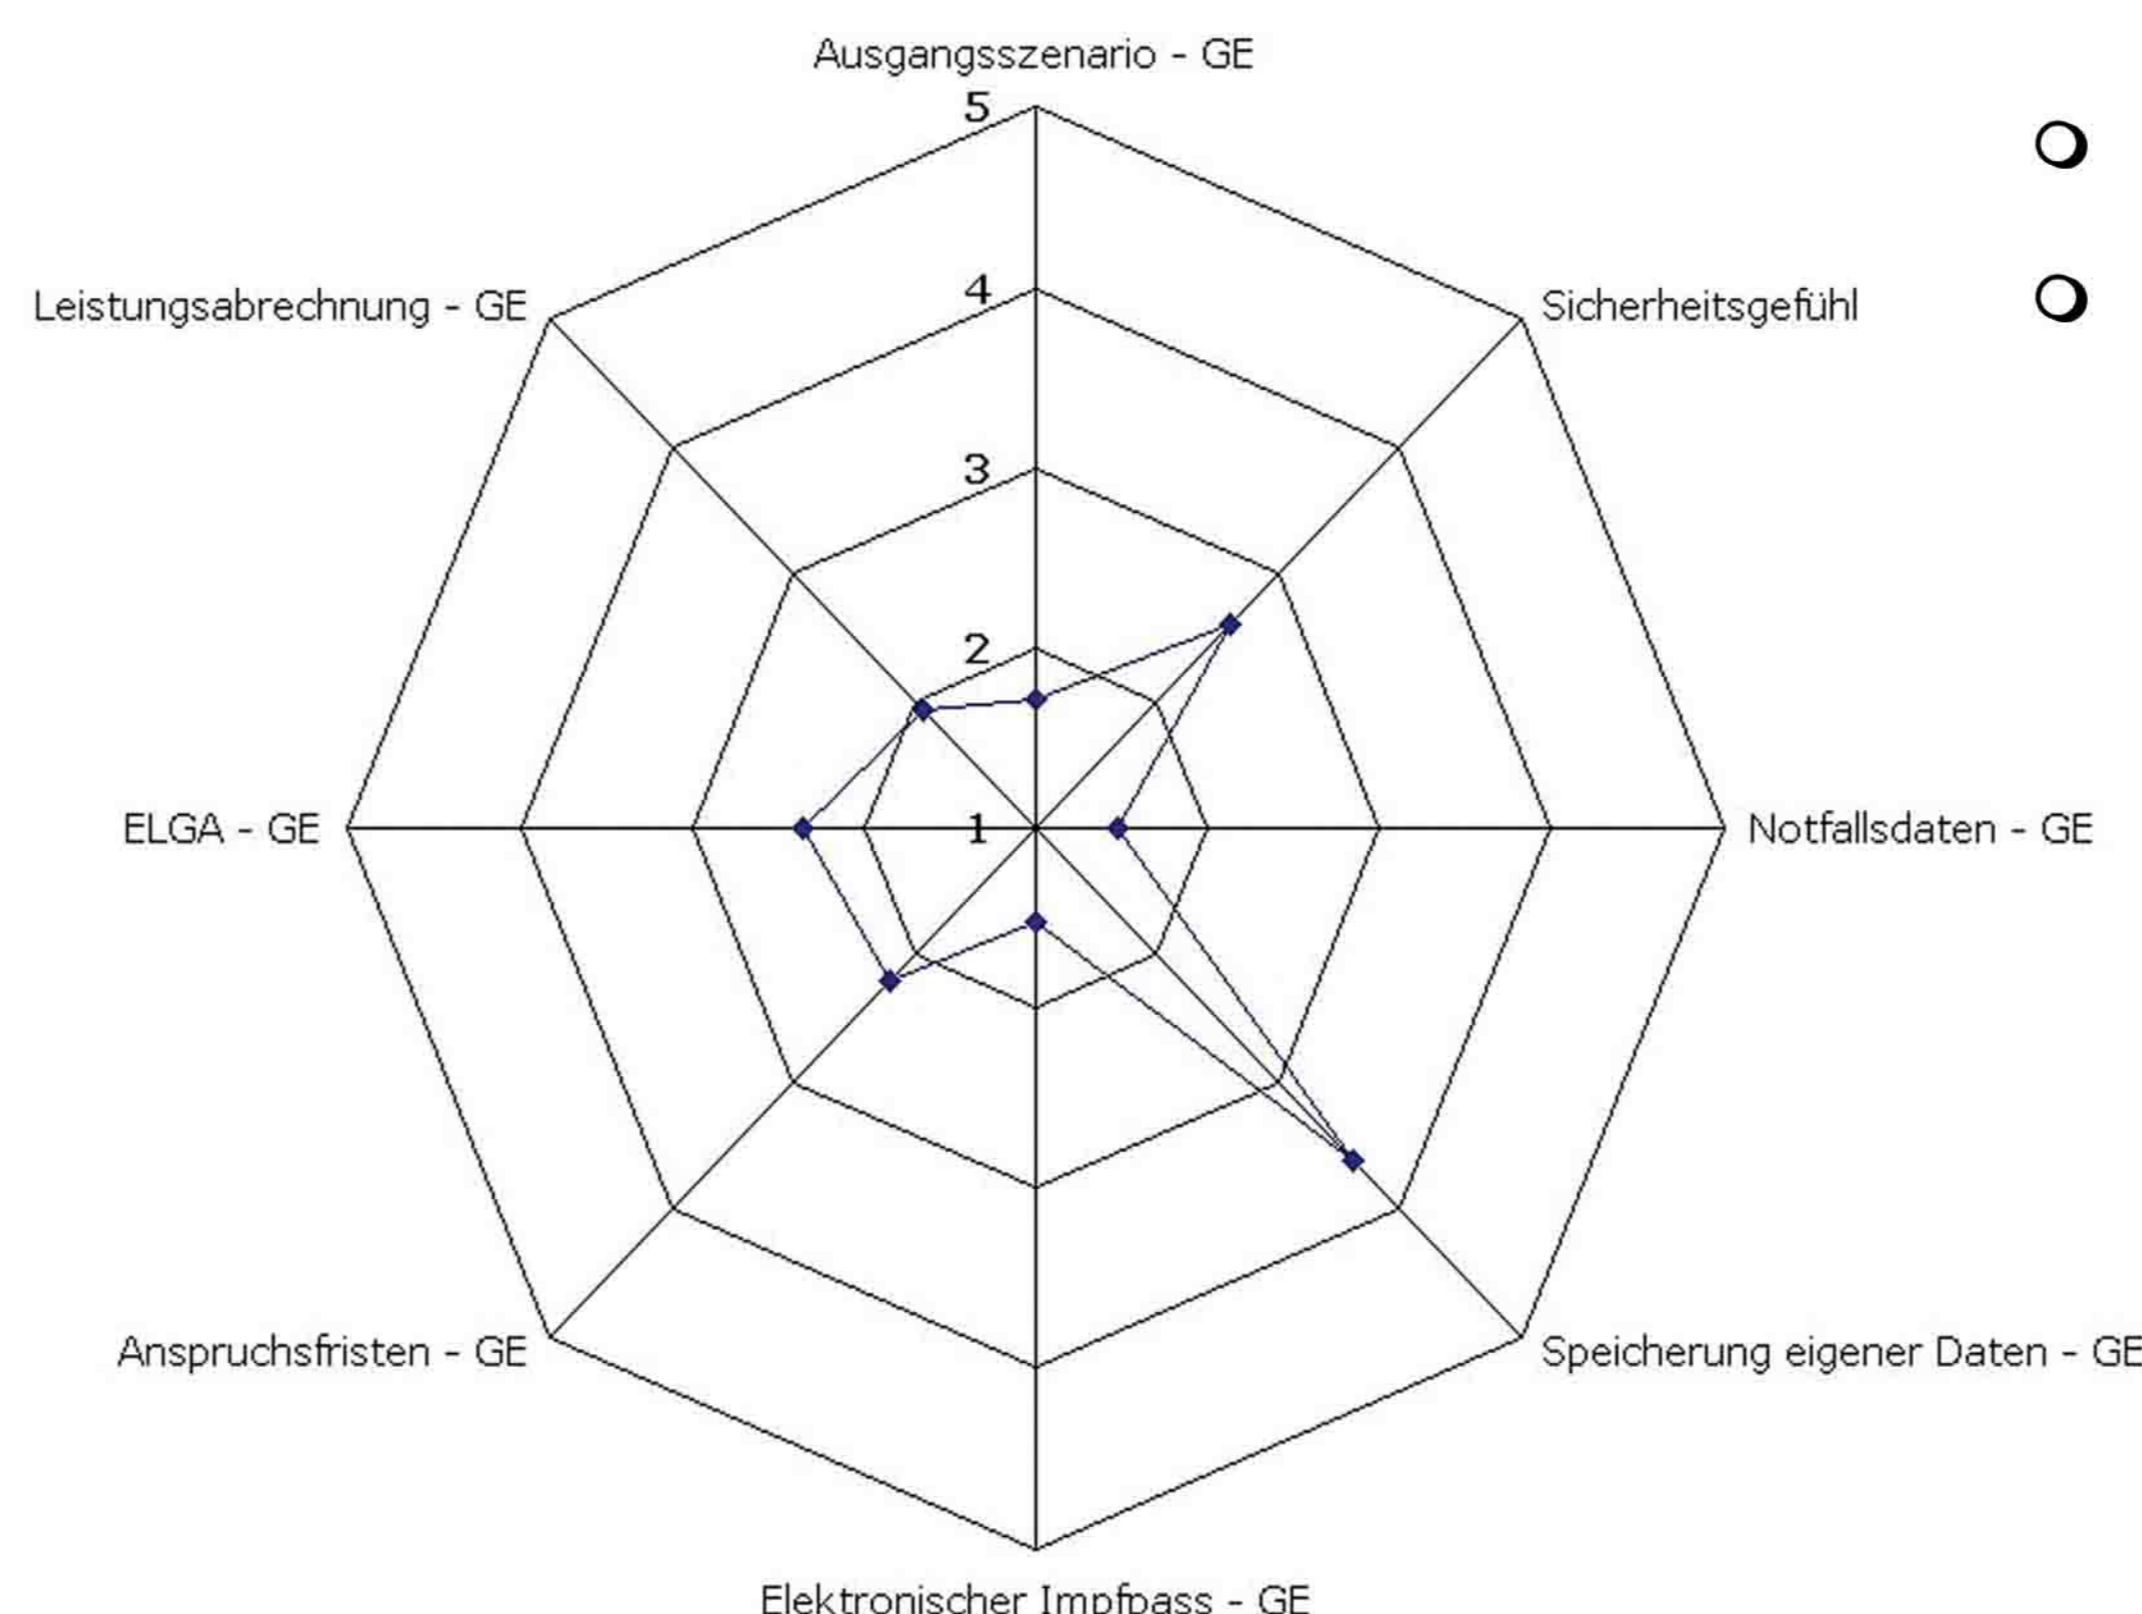 Ausgangsszenario - GE
5
4
Leistungsabrechnung - GE
Sicherheitsgefühl
3
2
ELGA - GE
1
Notfallsdaten - GE
Anspruchsfristen - GE
Speicherung eigener Daten - GE
Elektronischer Impfpass - GE